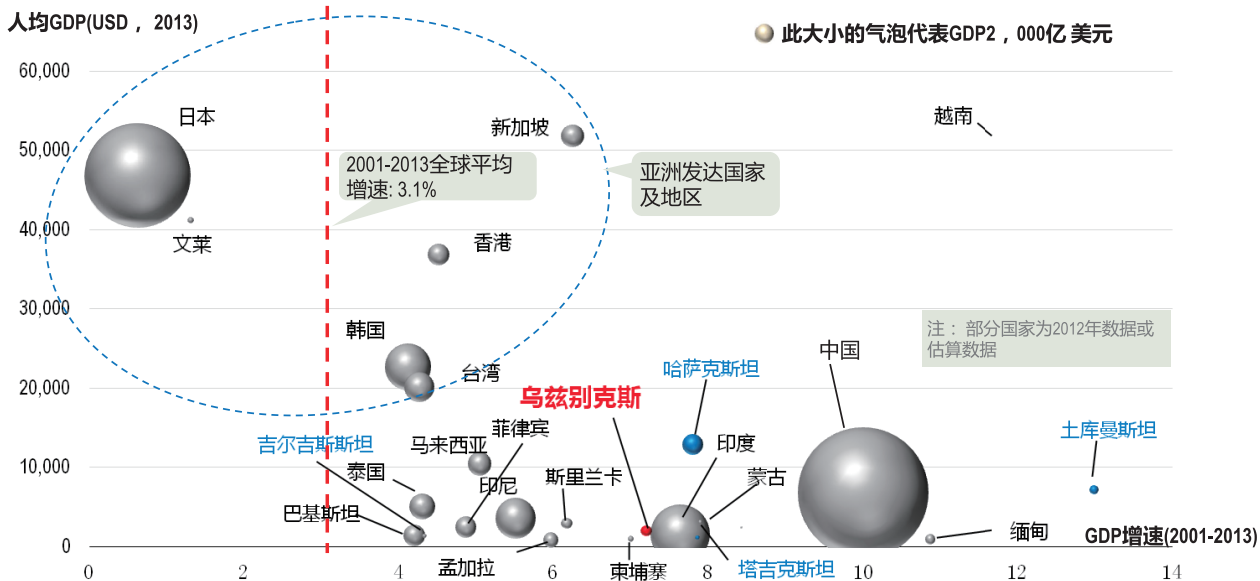 人均GDP(USD ，2013)
此大小的气泡代表GDP2，000亿 美元
60,000
50,000
40,000
30,000
20,000
10,000
0
日本
文莱
新加坡
越南
2001-2013全球平均
增速: 3.1%
亚洲发达国家
及地区
香港
韩国
台湾
注： 部分国家为2012年数据或
估算数据
中国
哈萨克斯坦
乌兹别克斯
土库曼斯坦
吉尔吉斯斯坦
马来西亚
菲律宾
印度
泰国
印尼
斯里兰卡
蒙古
巴基斯坦
孟加拉
柬埔寨
塔吉克斯坦
缅甸
GDP增速(2001-2013)
0
2
4
6
8
10
12
14